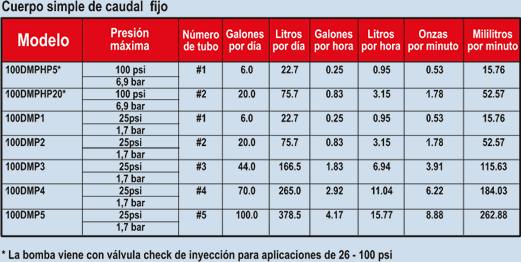 Cuerpo simple de caudal fijo
Modelo Presión máxima Número de tubo Galones por día Litros por día Galones por hora Litros por hora Onzas por minuto Mililitros por minuto
100DMPHP5* 100 psi #1 6.0 22.7 0.25 0.95 0.53 15.76
6,9 bar
100DMPHP20* 100 psi #2 20.0 75.7 0.83 3.15 1.78 52.57
6,9 bar
100DMP1 25psi #1 6.0 22.7 0.25 0.95 0.53 15.76
1,7 bar
100DMP2 25psi #2 20.0 75.7 0.83 3.15 1.78 52.57
1,7 bar
100DMP3 25psi #3 44.0 166.5 1.83 6.94 3.91 115.63
1,7 bar
100DMP4 25psi #4 70.0 265.0 2.92 11.04 6.22 184.03
1,7 bar
100DMP5 25psi #5 100.0 378.5 4.17 15.77 8.88 262.88
1,7 bar
* La bomba viene con válvula check de inyección para aplicaciones de 26 - 100 psi